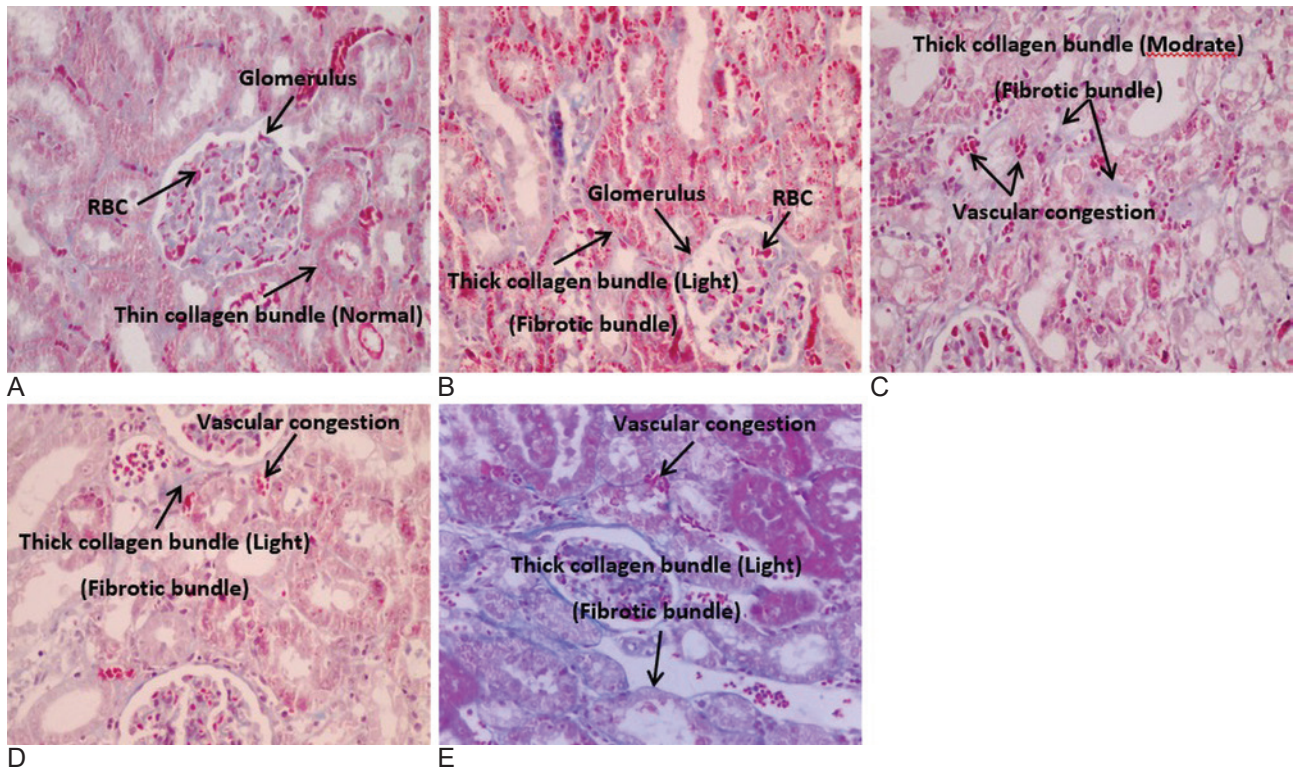 Glomerulus
RBC
Thin collagen bundle (Normal)
A
Glomerulus
RBC
Thick collagen bundle (Light)
(Fibrotic bundle)
B
Thick collagen bundle (Modrate)
(Fibrotic bundle)
Vascular congestion
C
Vascular congestion
Thick collagen bundle (Light)
(Fibrotic bundle)
D
Vascular congestion
Thick collagen bundle (Light)
(Fibrotic bundle)
E